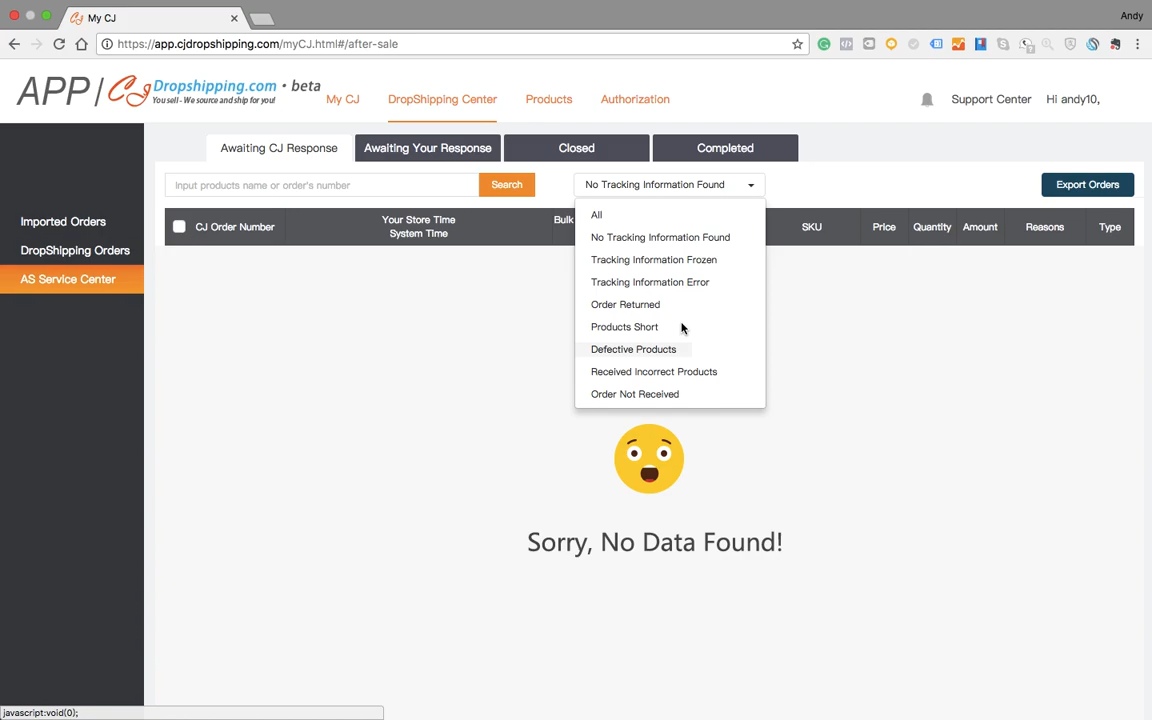 My CJ
Andy
https://app.cjdropshipping.com/myCJ.html#/after-sale
APP / CJ Dropshipping.com • beta
You sell - We source and ship for you!
My CJ
DropShipping Center
Products
Authorization
Support Center
Hi andy10,
Awaiting CJ Response
Awaiting Your Response
Closed
Completed
Input products name or order's number
Search
No Tracking Information Found
Export Orders
Imported Orders
DropShipping Orders
AS Service Center
CJ Order Number
Your Store Time
System Time
Bulk
SKU
Price
Quantity
Amount
Reasons
Type
All
No Tracking Information Found
Tracking Information Frozen
Tracking Information Error
Order Returned
Products Short
Defective Products
Received Incorrect Products
Order Not Received
Sorry, No Data Found!
javascript:void(0);